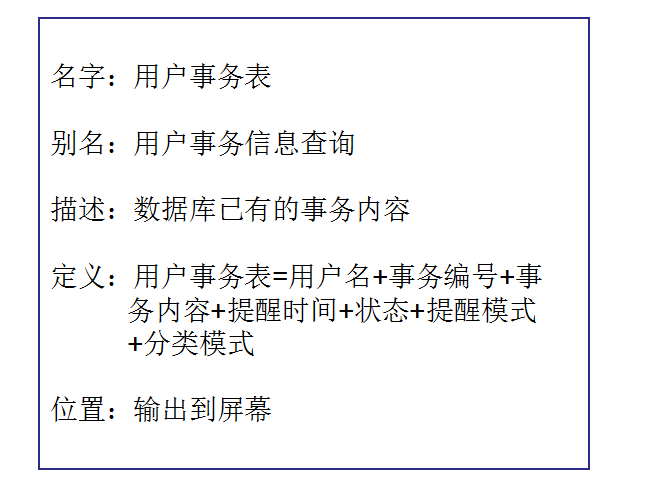 名字：用户事务表
别名：用户事务信息查询
描述：数据库已有的事务内容
定义：用户事务表=用户名+事务编号+事
务内容+提醒时间+状态+提醒模式
+分类模式
位置：输出到屏幕